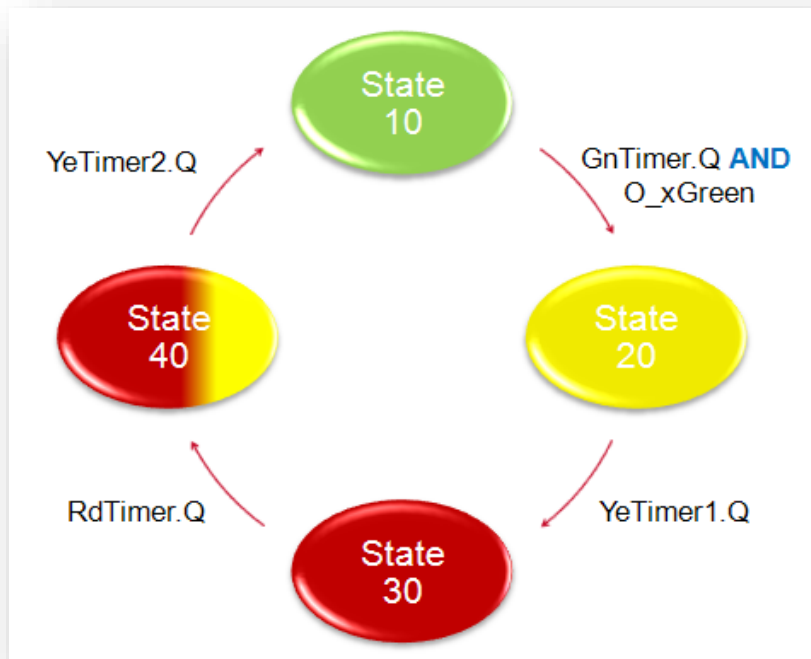 State
10
GnTimer.Q AND
O_xGreen
State
20
YeTimer1.Q
State
30
RdTimer.Q
State
40
YeTimer2.Q